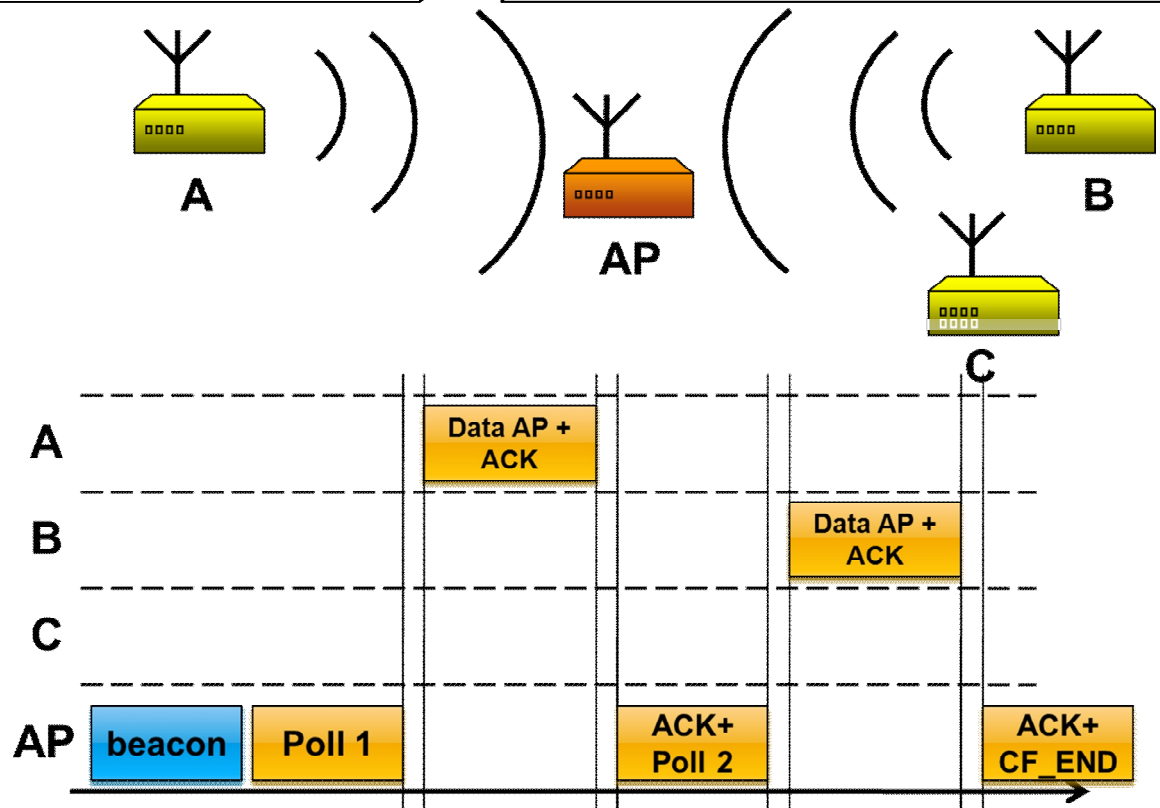 A
B
AP
C
A
Data AP +
ACK
B
Data AP +
ACK
C
AP
beacon
Poll 1
ACK+
Poll 2
ACK+
CF_END